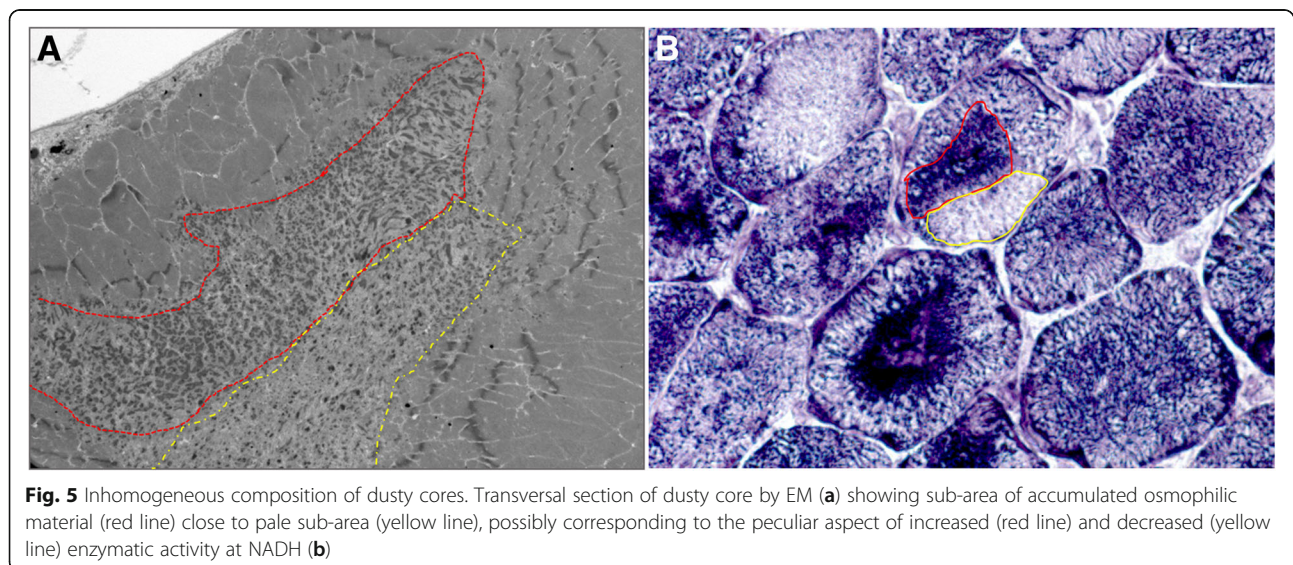 A
B
Fig. 5 Inhomogeneous composition of dusty cores. Transversal section of dusty core by EM (a) showing sub-area of accumulated osmophilic
material (red line) close to pale sub-area (yellow line), possibly corresponding to the peculiar aspect of increased (red line) and decreased (yellow
line) enzymatic activity at NADH (b)